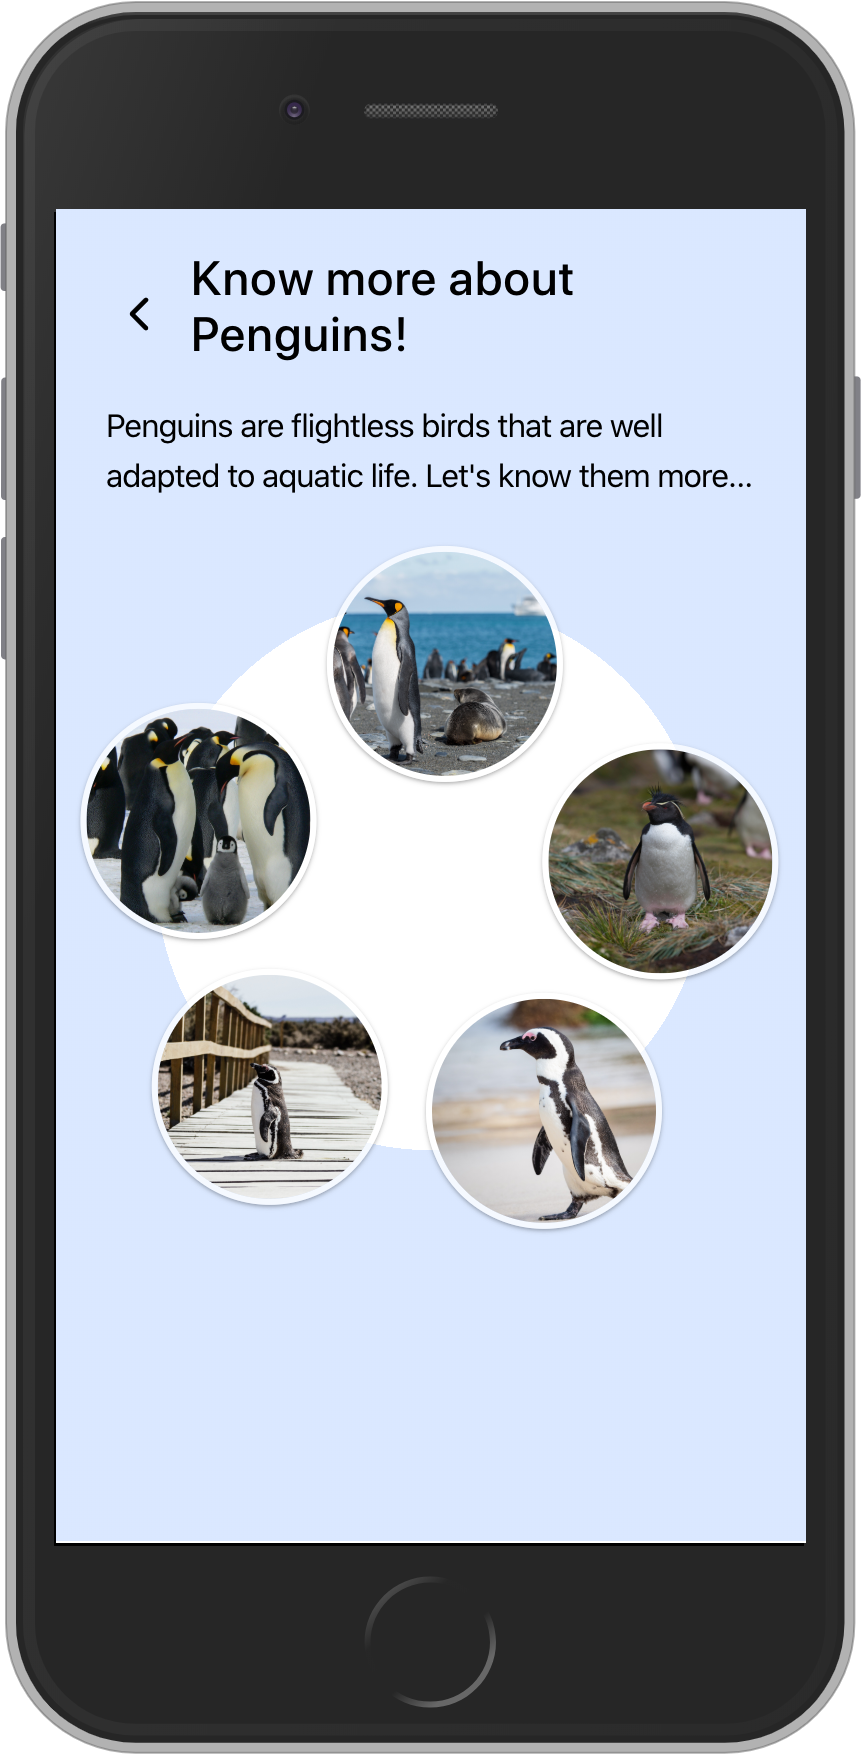 Know more about
Penguins!
Penguins are flightless birds that are well
adapted to aquatic life. Let's know them more...